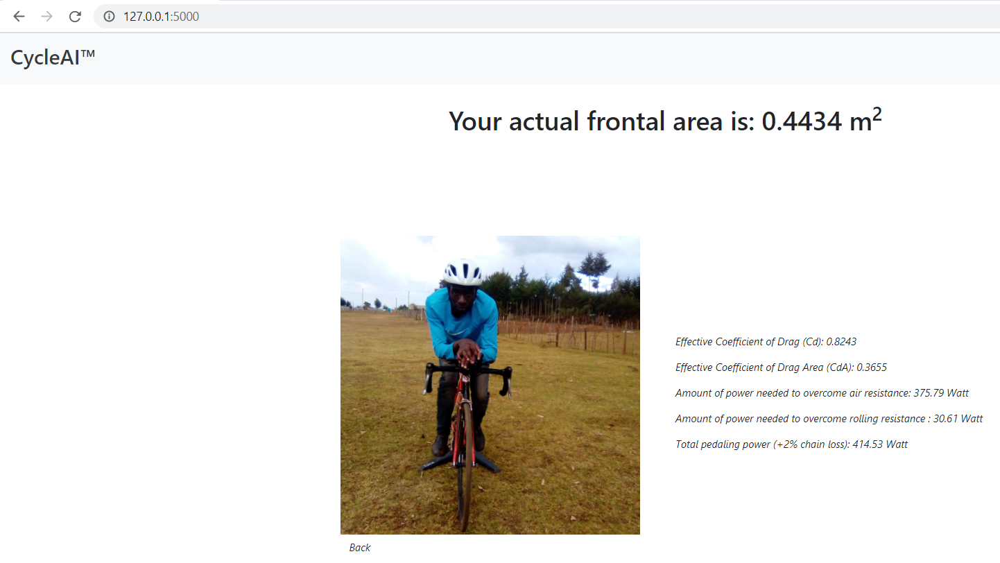 127.0.0.1:5000
CycleAI™
Your actual frontal area is: 0.4434 m²
Effective Coefficient of Drag (Cd): 0.8243
Effective Coefficient of Drag Area (CdA): 0.3655
Amount of power needed to overcome air resistance: 375.79 Watt
Amount of power needed to overcome rolling resistance : 30.61 Watt
Total pedaling power (+2% chain loss): 414.53 Watt
Back